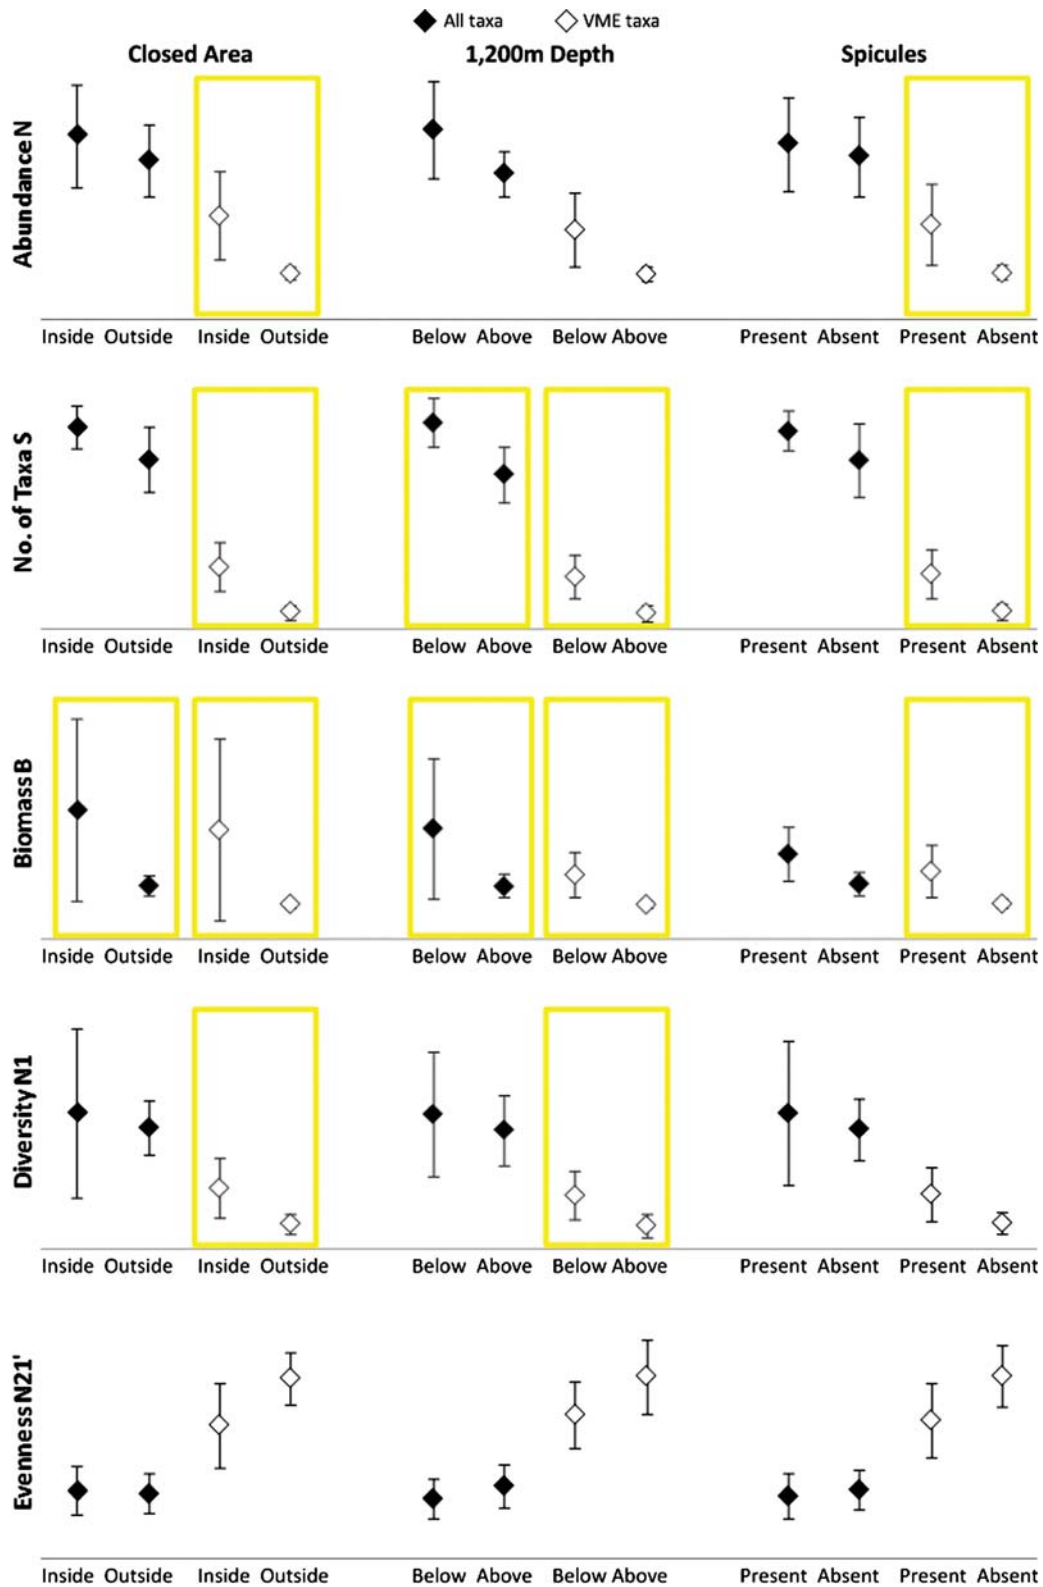 All taxa VME taxa
Closed Area 1,200m Depth Spicules
Abundance N
Inside Outside Inside Outside Below Above Below Above Present Absent Present Absent
No. of Taxa S
Inside Outside Inside Outside Below Above Below Above Present Absent Present Absent
Biomass B
Inside Outside Inside Outside Below Above Below Above Present Absent Present Absent
Diversity N1
Inside Outside Inside Outside Below Above Below Above Present Absent Present Absent
Evenness N21'
Inside Outside Inside Outside Below Above Below Above Present Absent Present Absent